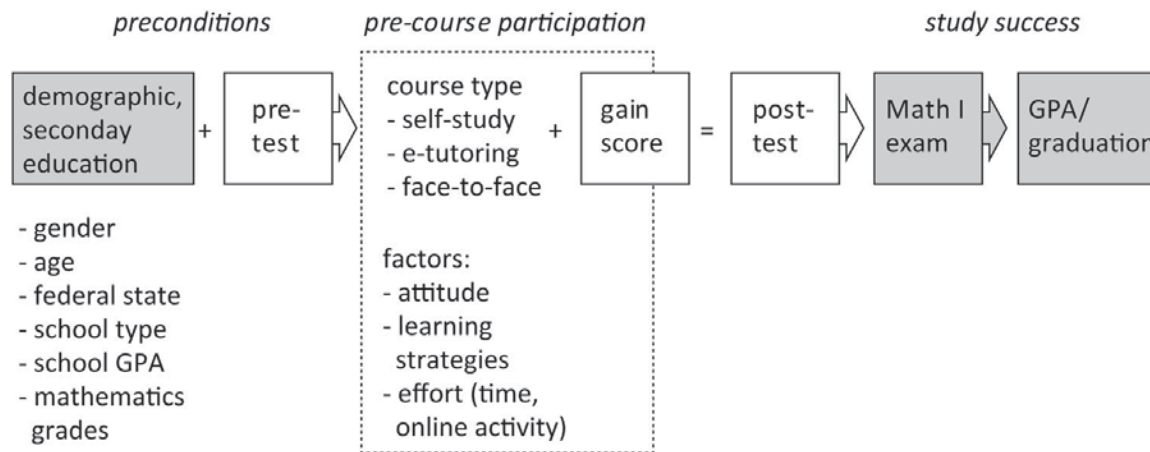 preconditions
pre-course participation
study success
demographic,
seconday
education
+
pre-
test
course type
- self-study
- e-tutoring
- face-to-face
+
gain
score
=
post-
test
Math I
exam
GPA/
graduation
- gender
- age
- federal state
- school type
- school GPA
- mathematics
grades
factors:
- attitude
- learning
strategies
- effort (time,
online activity)